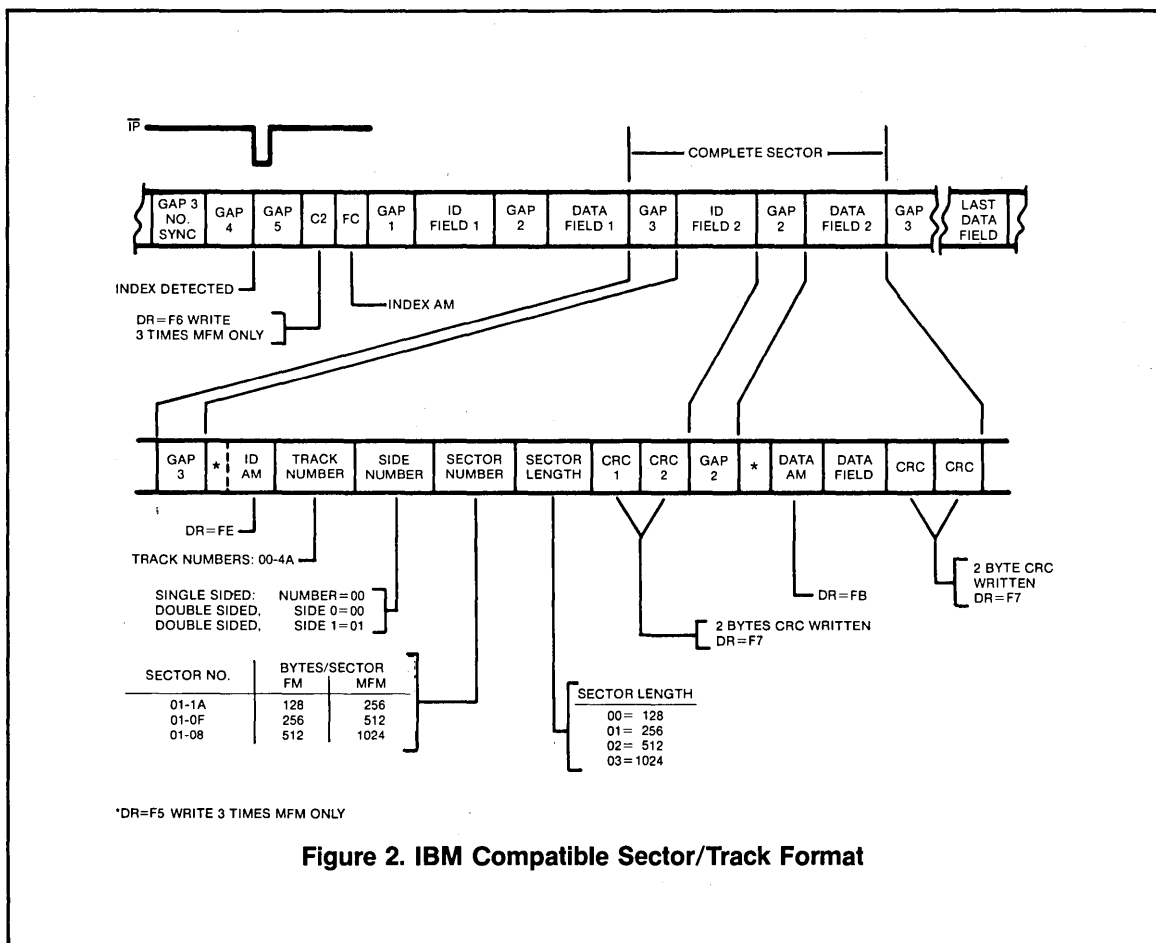 IP
COMPLETE SECTOR
GAP 3 NO. SYNC
GAP 4
GAP 5
C2
FC
GAP 1
ID FIELD 1
GAP 2
DATA FIELD 1
GAP 3
ID FIELD 2
GAP 2
DATA FIELD 2
GAP 3
LAST DATA FIELD
INDEX DETECTED
INDEX AM
DR=F6 WRITE
3 TIMES MFM ONLY
GAP 3
*
ID AM
TRACK NUMBER
SIDE NUMBER
SECTOR NUMBER
SECTOR LENGTH
CRC 1
CRC 2
GAP 2
*
DATA AM
DATA FIELD
CRC
CRC
DR=FE
TRACK NUMBERS: 00-4A
SINGLE SIDED: NUMBER=00
DOUBLE SIDED, SIDE 0=00
DOUBLE SIDED, SIDE 1=01
DR=FB
2 BYTE CRC
WRITTEN
DR=F7
2 BYTES CRC WRITTEN
DR=F7
SECTOR NO. BYTES/SECTOR
FM MFM
01-1A 128 256
01-0F 256 512
01-08 512 1024
SECTOR LENGTH
00= 128
01= 256
02= 512
03=1024
*DR=F5 WRITE 3 TIMES MFM ONLY
Figure 2. IBM Compatible Sector/Track Format